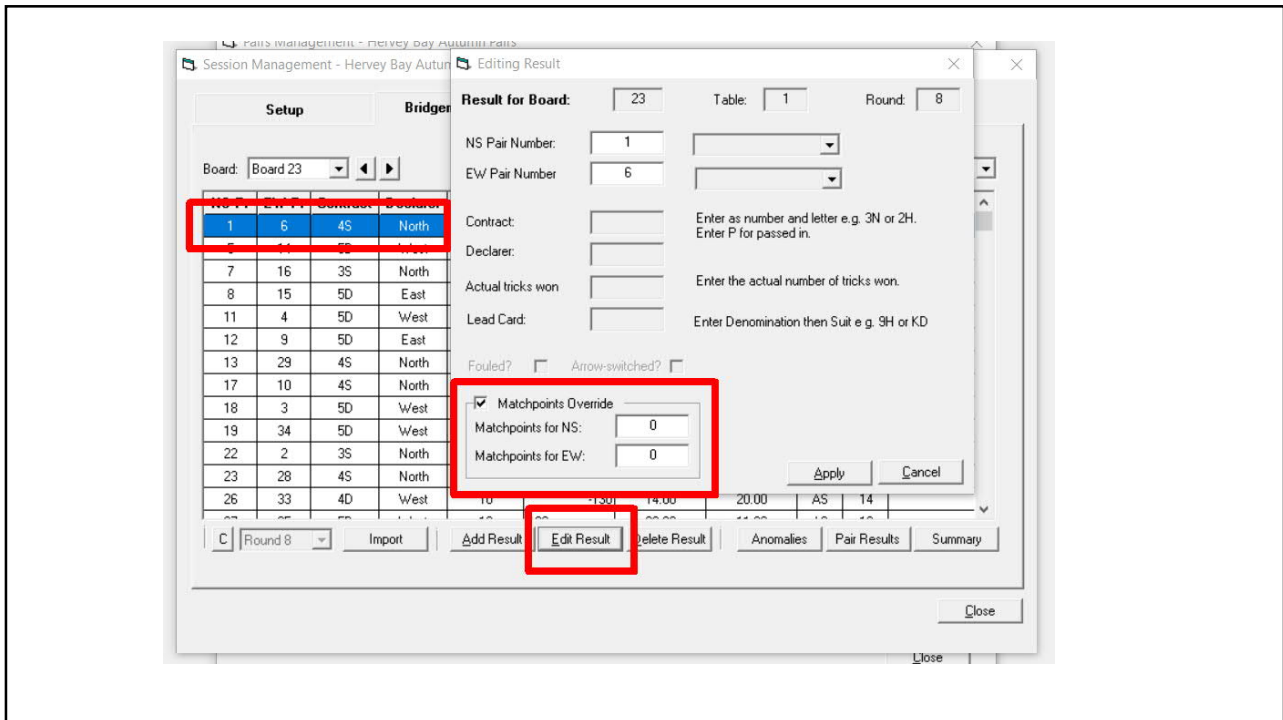 Pairs Management - Hervey Bay Autumn Pairs
Session Management - Hervey Bay Autun
Editing Result
Setup
Bridger
Result for Board: 23 Table: 1 Round: 8
NS Pair Number: 1
Board: Board 23
EW Pair Number 6
1 6 4S North
Contract:
Enter as number and letter e.g. 3N or 2H.
Enter P for passed in.
Declarer:
7 16 3S North
Actual tricks won
Enter the actual number of tricks won.
8 15 5D East
11 4 5D West
Lead Card:
Enter Denomination then Suit e.g. 9H or KD
12 9 5D East
13 29 4S North
Fouled? Arrow-switched?
17 10 4S North
18 3 5D West
Matchpoints Override
19 34 5D West
Matchpoints for NS: 0
22 2 3S North
Matchpoints for EW: 0
23 28 4S North
Apply Cancel
26 33 4D West 10 -130 14.00 20.00 AS 14
C Round 8 Import Add Result Edit Result Delete Result Anomalies Pair Results Summary
Close
Close